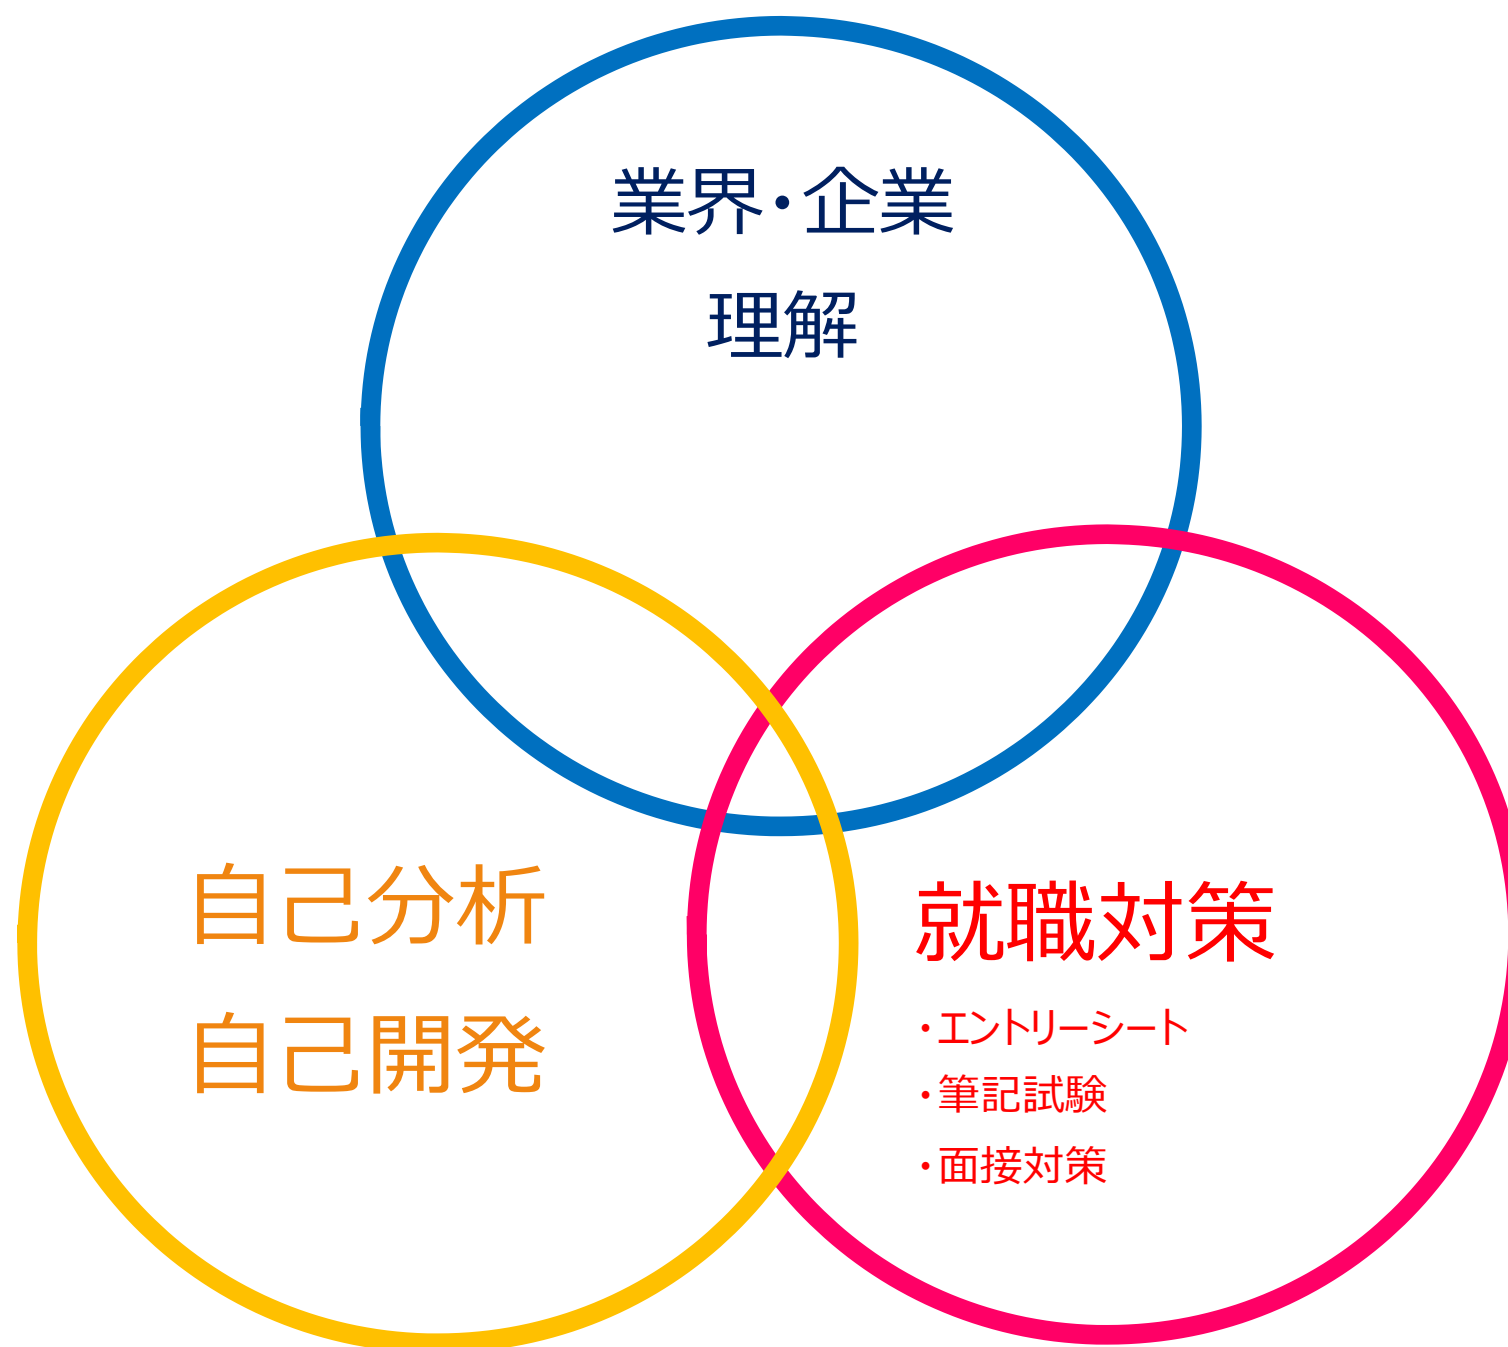 業界・企業
理解
自己分析
自己開発
就職対策
・エントリーシート
・筆記試験
・面接対策